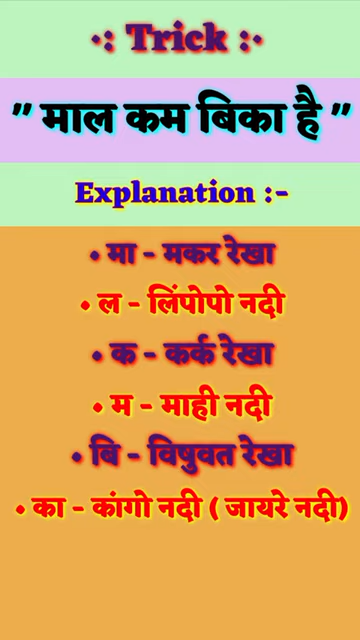 ·: Trick :·
" माल कम बिका है "
Explanation :-
• मा - मकर रेखा
• ल - लिंपोपो नदी
• क - कर्क रेखा
• म - माही नदी
• बि - विषुवत रेखा
• का - कांगो नदी ( जायरे नदी)